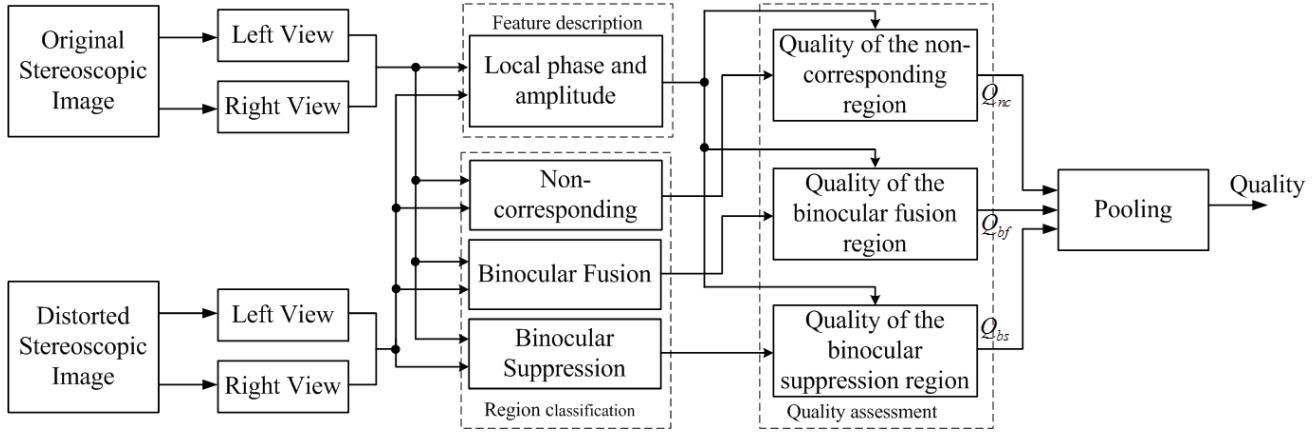 Original
Stereoscopic
Image
Left View
Right View
Feature description
Local phase and
amplitude
Quality of the non-
corresponding
region
Q_nc
Non-
corresponding
Quality of the
binocular fusion
region
Q_bf
Pooling
Quality
Binocular Fusion
Distorted
Stereoscopic
Image
Left View
Right View
Binocular
Suppression
Region classification
Quality of the
binocular
suppression region
Q_bs
Quality assessment